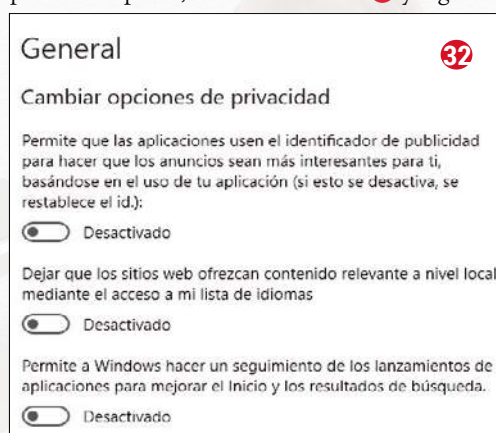 General
32
Cambiar opciones de privacidad
Permite que las aplicaciones usen el identificador de publicidad
para hacer que los anuncios sean más interesantes para ti,
basándose en el uso de tu aplicación (si esto se desactiva, se
restablece el id.):
Desactivado
Dejar que los sitios web ofrezcan contenido relevante a nivel local
mediante el acceso a mi lista de idiomas
Desactivado
Permite a Windows hacer un seguimiento de los lanzamientos de
aplicaciones para mejorar el Inicio y los resultados de búsqueda.
Desactivado